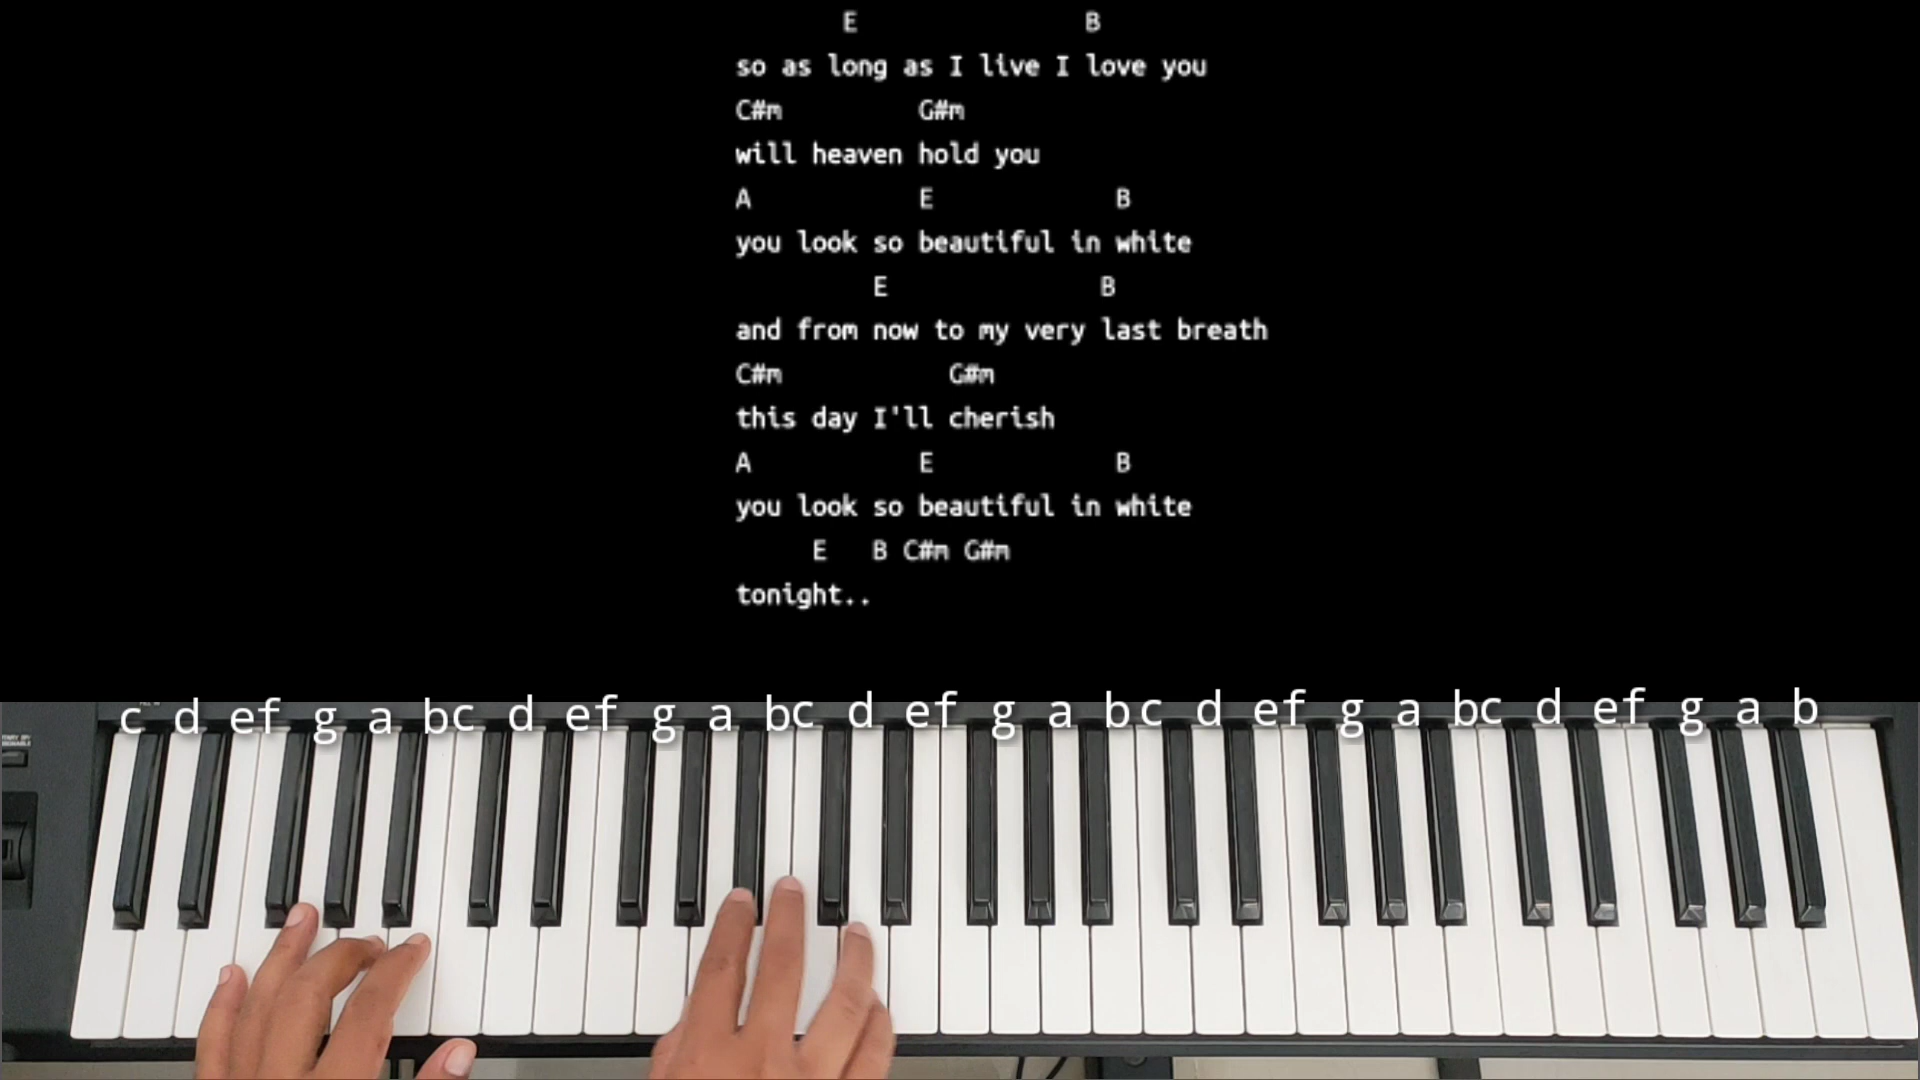 E B
so as long as I live I love you
C#m G#m
will heaven hold you
A E B
you look so beautiful in white
E B
and from now to my very last breath
C#m G#m
this day I'll cherish
A E B
you look so beautiful in white
E B C#m G#m
tonight..
c d ef g a bc d ef g a bc d ef g a bc d ef g a bc d ef g a b